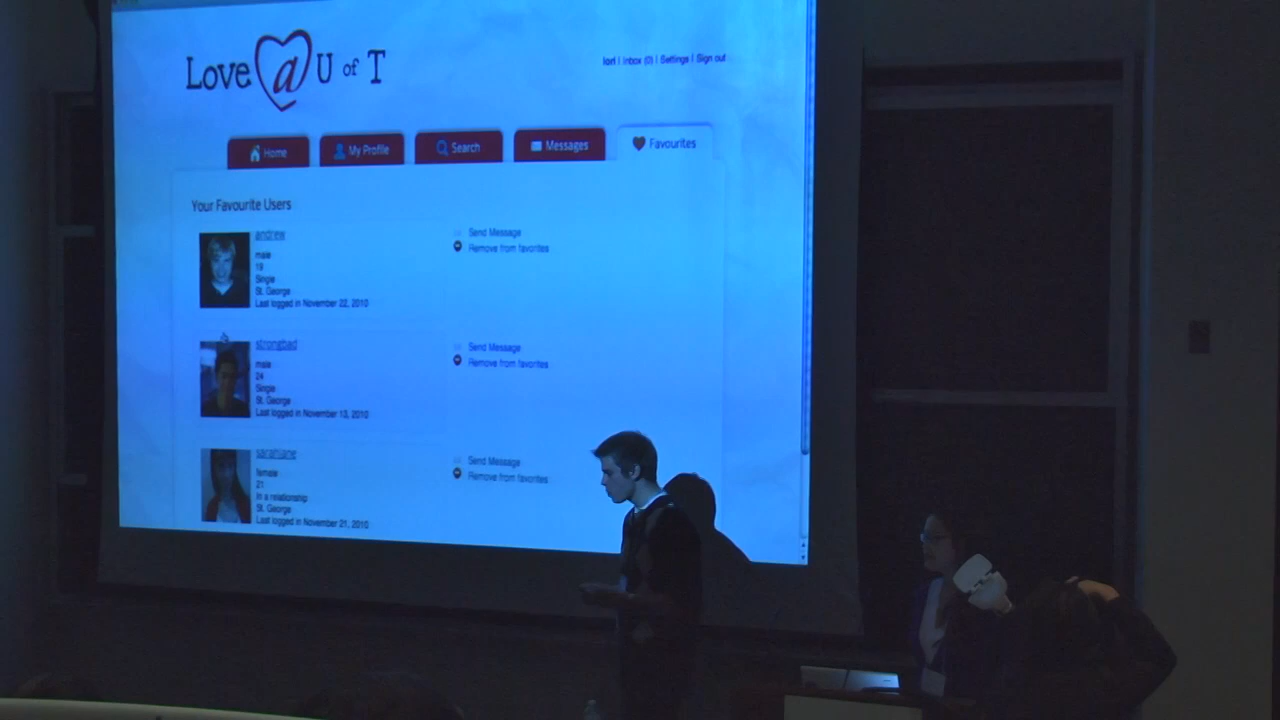 Love @ U of T
lori | Inbox (0) | Settings | Sign out
Home
My Profile
Search
Messages
Favourites
Your Favourite Users
andrew
male
19
Single
St. George
Last logged in November 22, 2010
Send Message
Remove from favorites
strongbad
male
24
Single
St. George
Last logged in November 13, 2010
Send Message
Remove from favorites
sarahjane
female
21
In a relationship
St. George
Last logged in November 21, 2010
Send Message
Remove from favorites